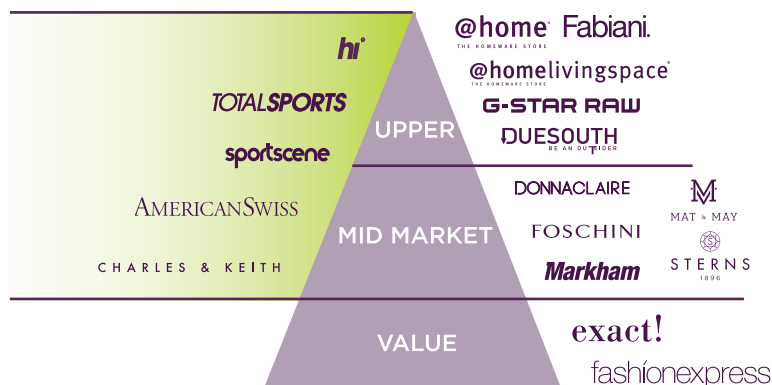 hi
TOTALSPORTS
sportscene
AMERICANSWISS
CHARLES & KEITH
UPPER
MID MARKET
VALUE
@home Fabiani.
THE HOMEWARE STORE
@homelivingspace
THE HOMEWARE STORE
G-STAR RAW
DUESOUTH
BE AN OUTSIDER
DONNACLAIRE
FOSCHINI
Markham
M
MAT & MAY
S
STERNS
1896
exact!
fashionexpress